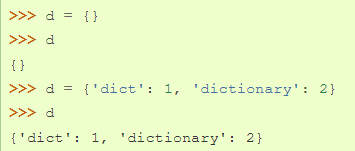 >>> d = {}
>>> d
{}
>>> d = {'dict': 1, 'dictionary': 2}
>>> d
{'dict': 1, 'dictionary': 2}